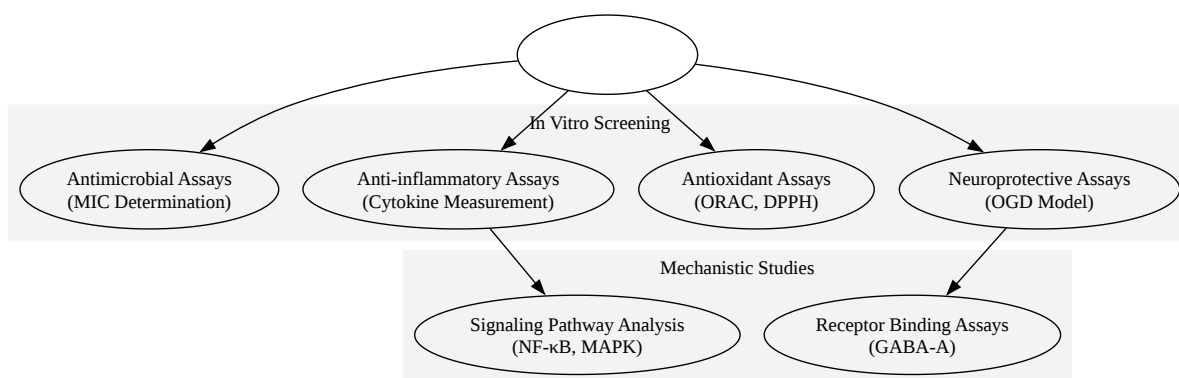 In Vitro Screening
Antimicrobial Assays
(MIC Determination)
Anti-inflammatory Assays
(Cytokine Measurement)
Antioxidant Assays
(ORAC, DPPH)
Neuroprotective Assays
(OGD Model)
Mechanistic Studies
Signaling Pathway Analysis
(NF-κB, MAPK)
Receptor Binding Assays
(GABA-A)